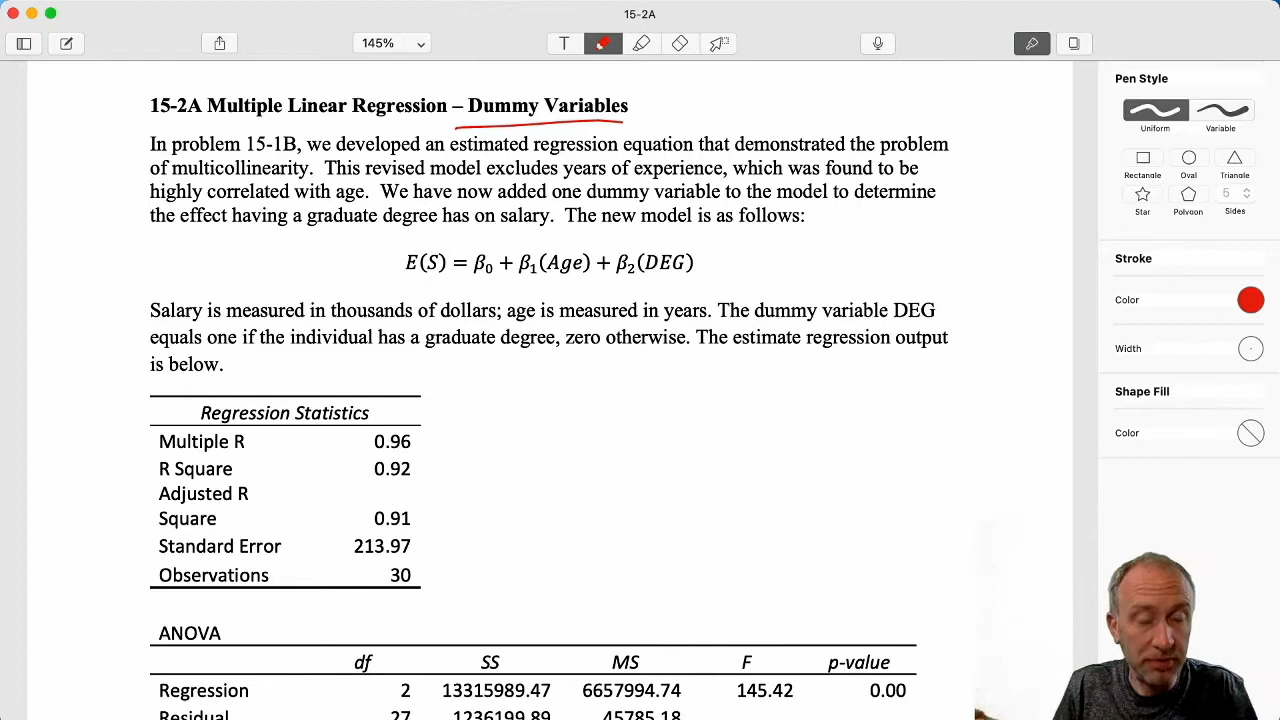 15-2A
145%
T
Pen Style
Uniform Variable
Rectangle Oval Triangle
5
Star Polygon Sides
Stroke
Color
Width
Shape Fill
Color
15-2A Multiple Linear Regression – Dummy Variables
In problem 15-1B, we developed an estimated regression equation that demonstrated the problem
of multicollinearity. This revised model excludes years of experience, which was found to be
highly correlated with age. We have now added one dummy variable to the model to determine
the effect having a graduate degree has on salary. The new model is as follows:
E(S) = β₀ + β₁(Age) + β₂(DEG)
Salary is measured in thousands of dollars; age is measured in years. The dummy variable DEG
equals one if the individual has a graduate degree, zero otherwise. The estimate regression output
is below.
Regression Statistics
Multiple R 0.96
R Square 0.92
Adjusted R
Square 0.91
Standard Error 213.97
Observations 30
ANOVA
df SS MS F p-value
Regression 2 13315989.47 6657994.74 145.42 0.00
Residual 27 1236199.89 45785.18